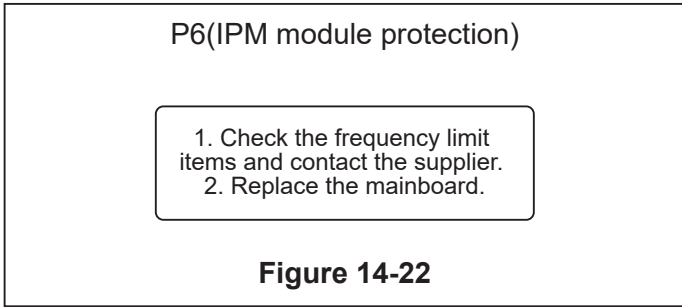 P6(IPM module protection)
1. Check the frequency limit
items and contact the supplier.
2. Replace the mainboard.
Figure 14-22